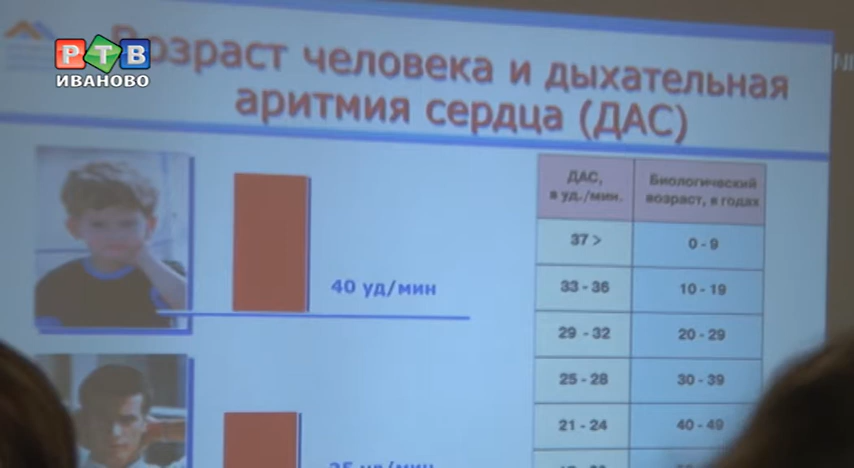 РТВ
ИВАНОВО
Возраст человека и дыхательная
аритмия сердца (ДАС)
40 уд/мин
ДАС,
в уд./мин.
Биологический
возраст, в годах
37 >
0 - 9
33 - 36
10 - 19
29 - 32
20 - 29
25 - 28
30 - 39
21 - 24
40 - 49